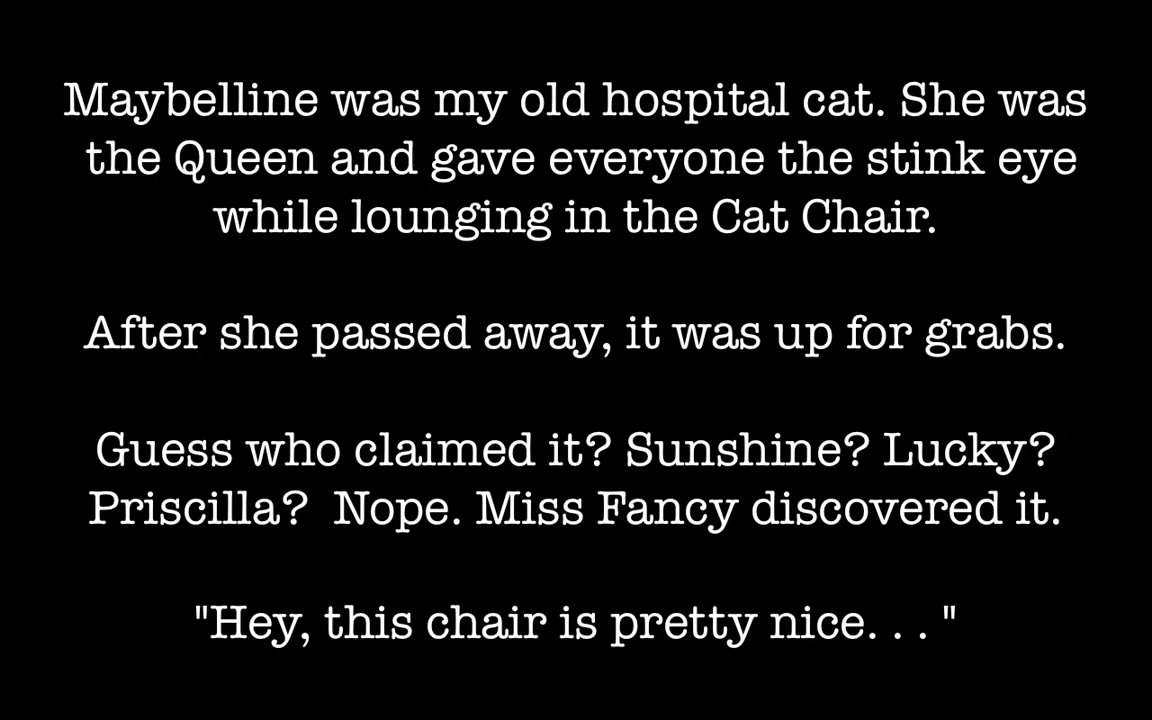 Maybelline was my old hospital cat. She was
the Queen and gave everyone the stink eye
while lounging in the Cat Chair.
After she passed away, it was up for grabs.
Guess who claimed it? Sunshine? Lucky?
Priscilla?  Nope. Miss Fancy discovered it.
"Hey, this chair is pretty nice. . . "